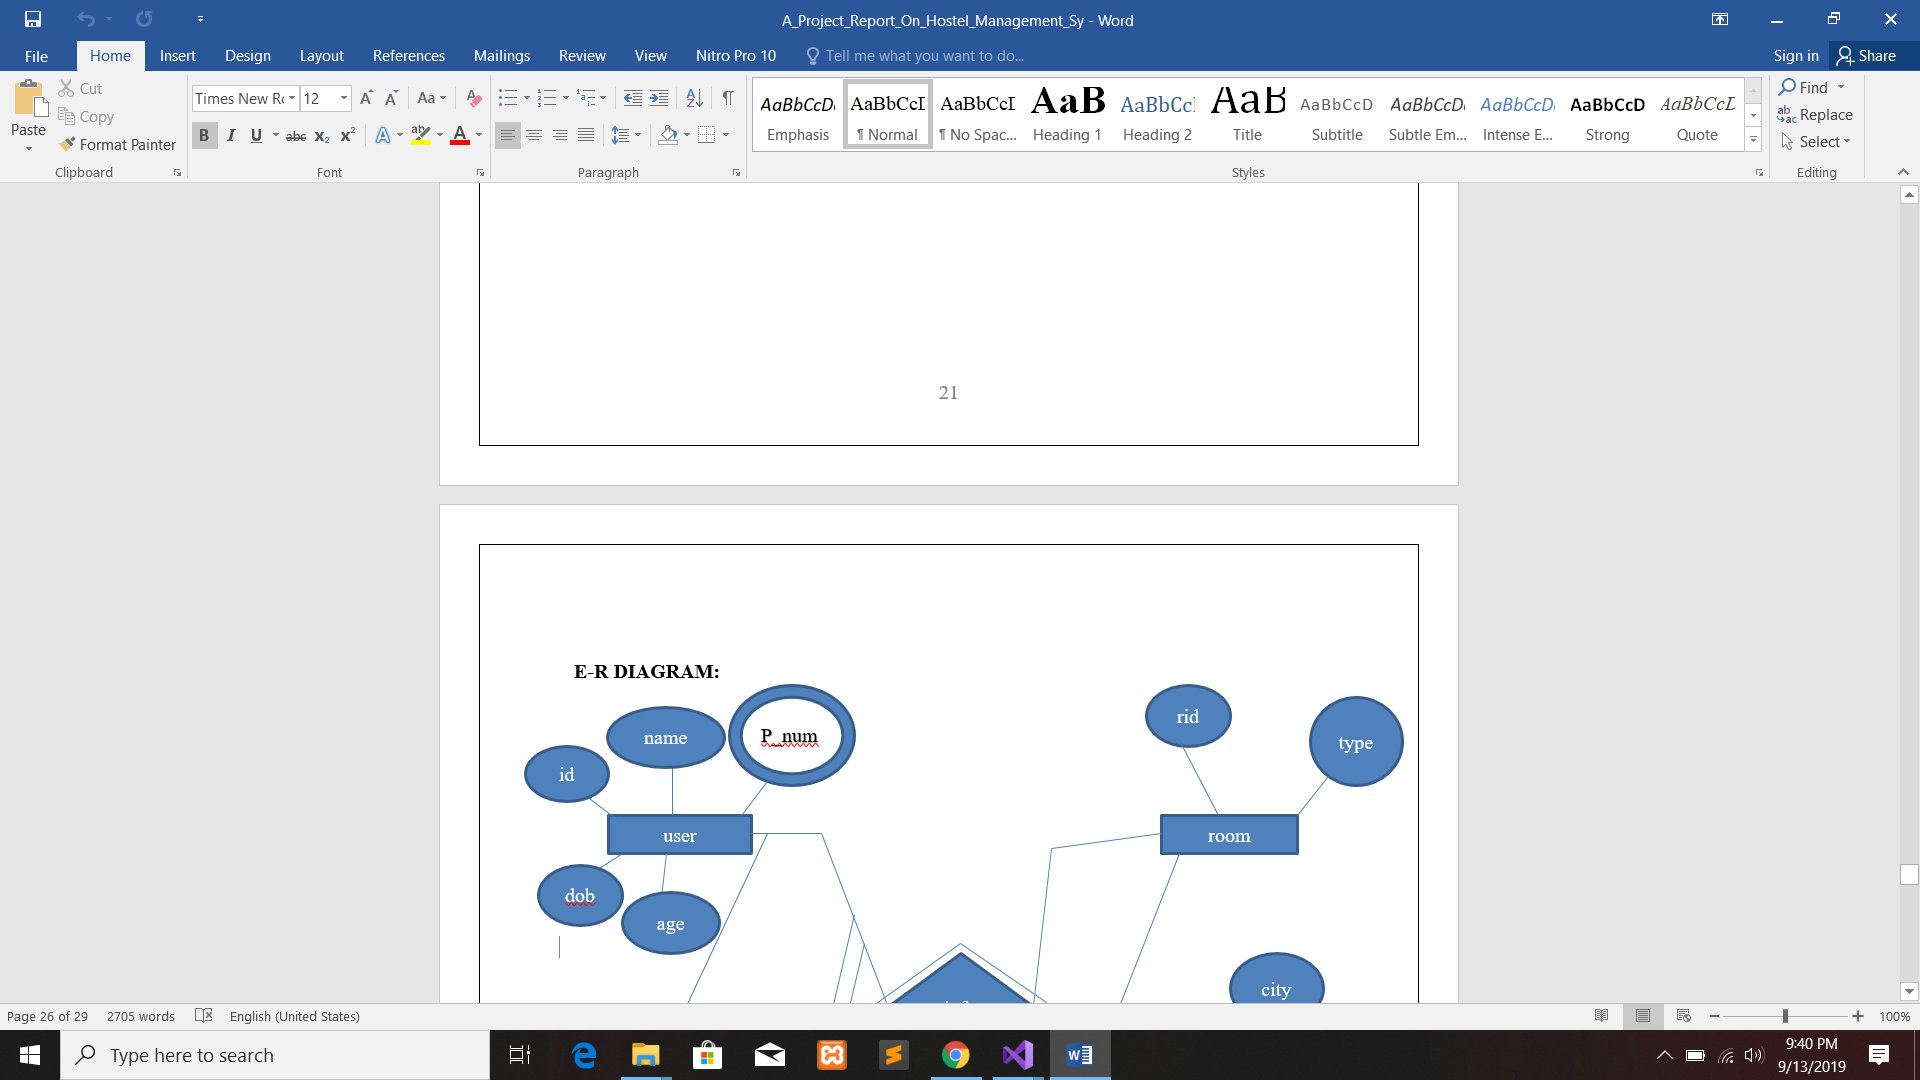 A_Project_Report_On_Hostel_Management_Sy - Word
File Home Insert Design Layout References Mailings Review View Nitro Pro 10 Tell me what you want to do... Sign in Share
Paste
Cut
Copy
Format Painter
Clipboard
Times New Ro 12
Font
Paragraph
AaBbCcDc AaBbCcI AaBbCcI AaB AaBbCcI AaB AaBbCcD AaBbCcDc AaBbCcDc AaBbCcD AaBbCcL
Emphasis ¶ Normal ¶ No Spac... Heading 1 Heading 2 Title Subtitle Subtle Em... Intense E... Strong Quote
Styles
Find
Replace
Select
Editing
21
E-R DIAGRAM:
name
P_num
id
user
dob
age
rid
type
room
city
Page 26 of 29 2705 words English (United States) 100%
Type here to search
9:40 PM
9/13/2019